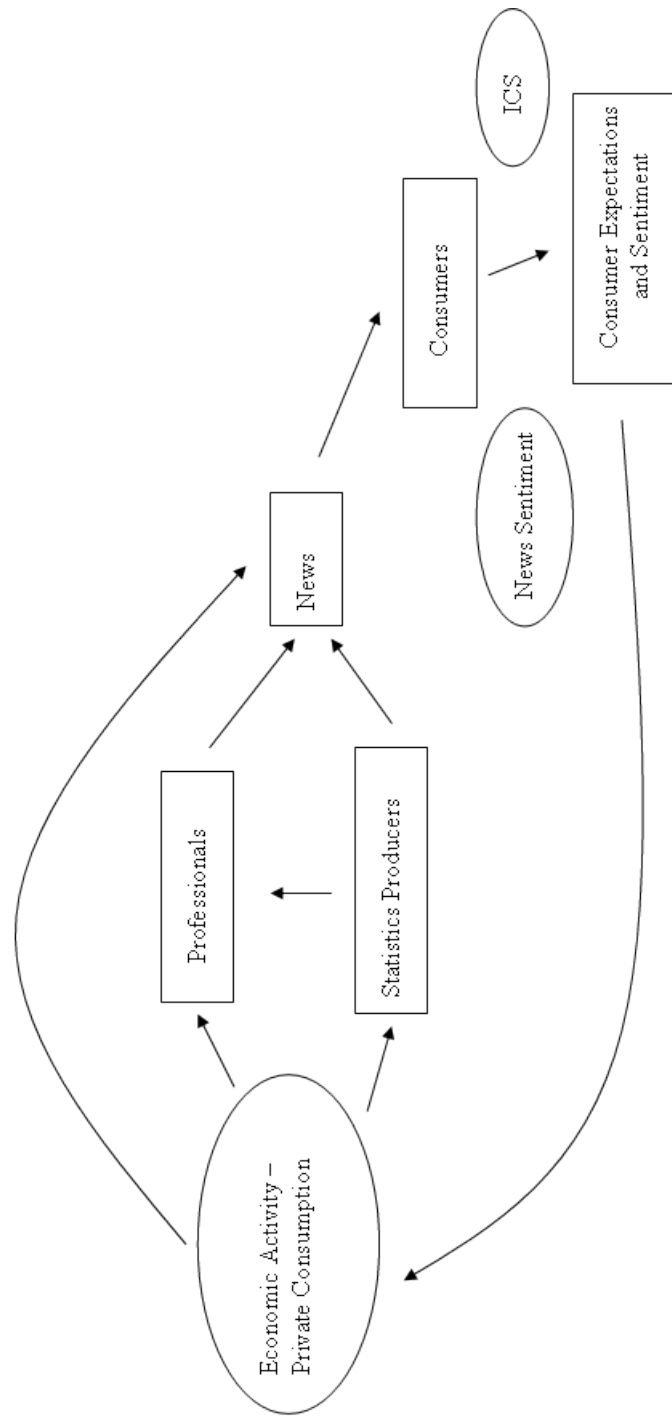 Economic Activity –
Private Consumption
Professionals
Statistics Producers
News
Consumers
News Sentiment
ICS
Consumer Expectations
and Sentiment